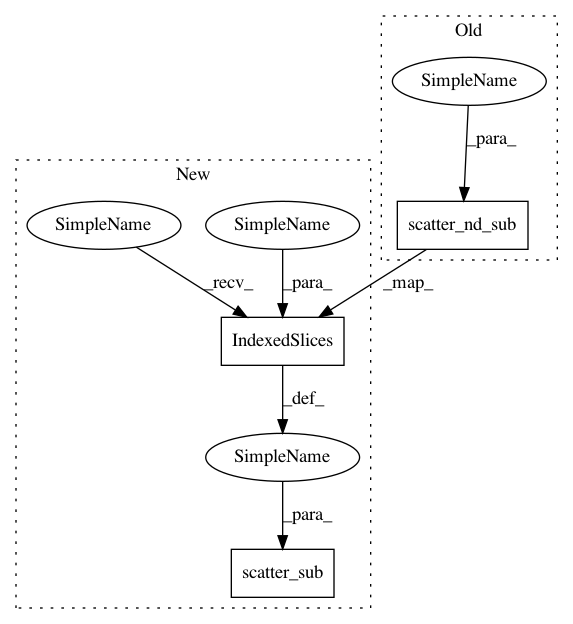 Old
SimpleName
_para_
New
SimpleName
SimpleName
scatter_nd_sub
_recv_
_para_
_map_
IndexedSlices
_def_
SimpleName
_para_
scatter_sub